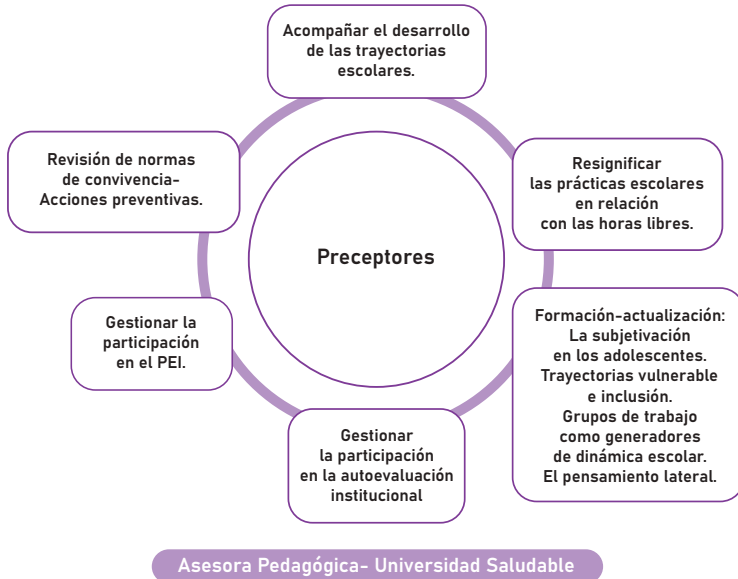 Acompañar el desarrollo
de las trayectorias
escolares.
Revisión de normas
de convivencia-
Acciones preventivas.
Resignificar
las prácticas escolares
en relación
con las horas libres.
Preceptores
Gestionar la
participación
en el PEI.
Formación-actualización:
La subjetivación
en los adolescentes.
Trayectorias vulnerable
e inclusión.
Grupos de trabajo
como generadores
de dinámica escolar.
El pensamiento lateral.
Gestionar
la participación
en la autoevaluación
institucional
Asesora Pedagógica- Universidad Saludable